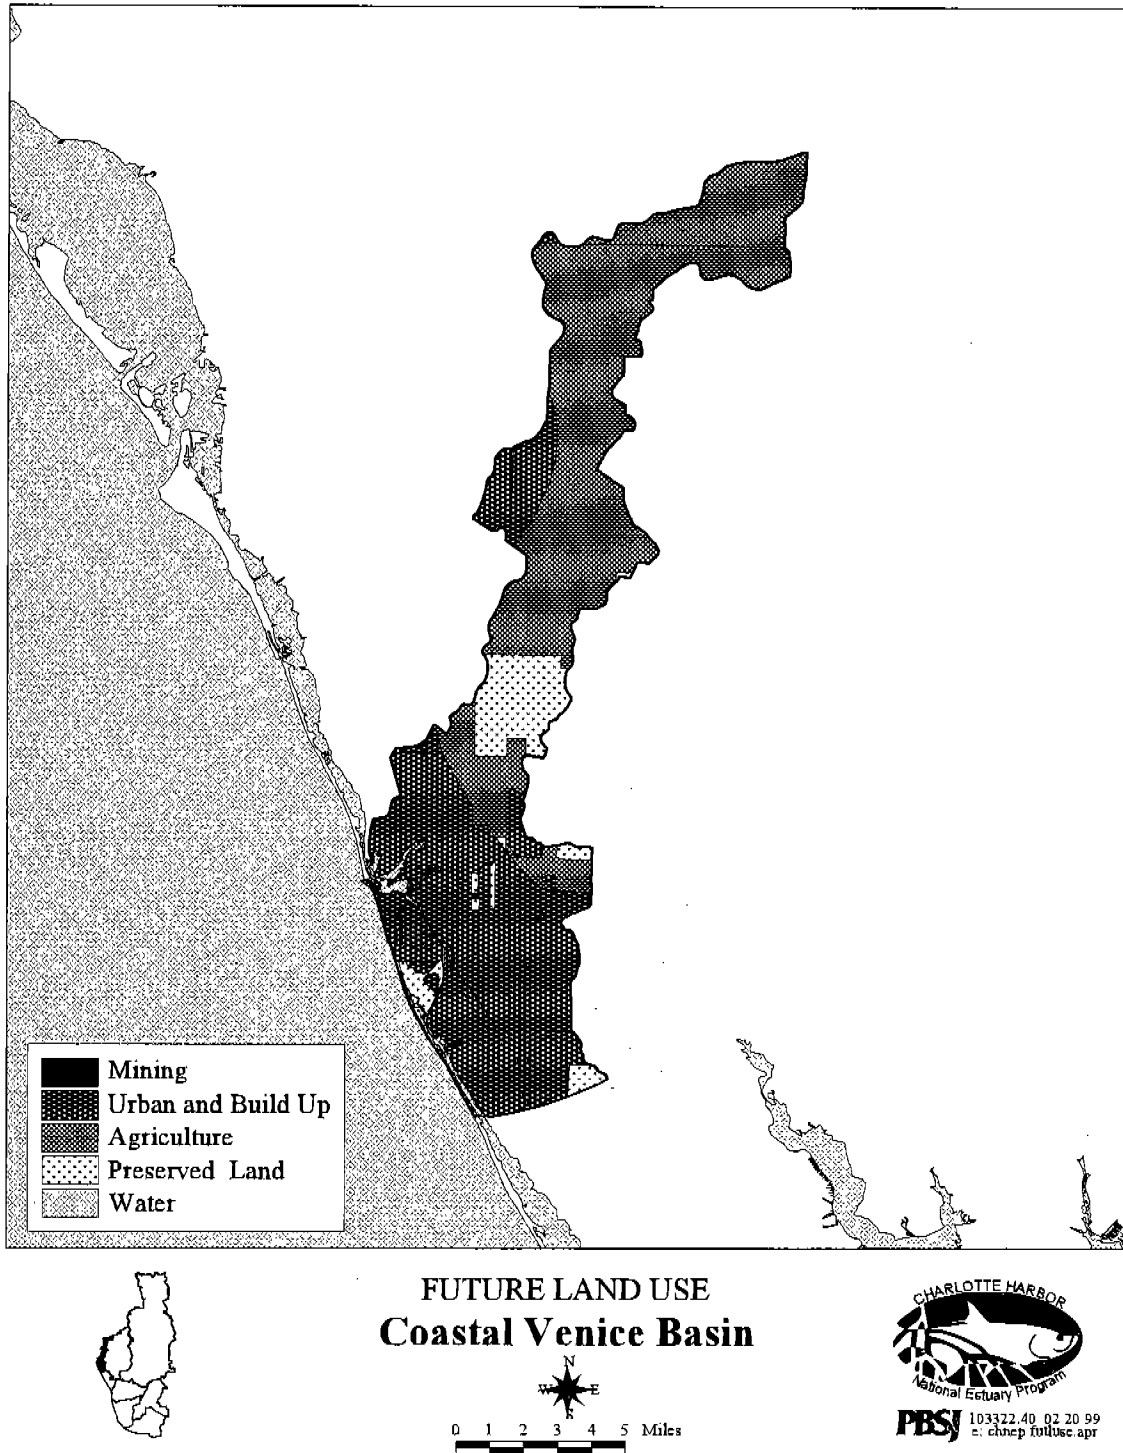 Mining
Urban and Build Up
Agriculture
Preserved Land
Water
FUTURE LAND USE
Coastal Venice Basin
N
W E
S
0 1 2 3 4 5 Miles
CHARLOTTE HARBOR
National Estuary Program
PBSJ
103322.40 02 20 99
e: chnep futluse.apr